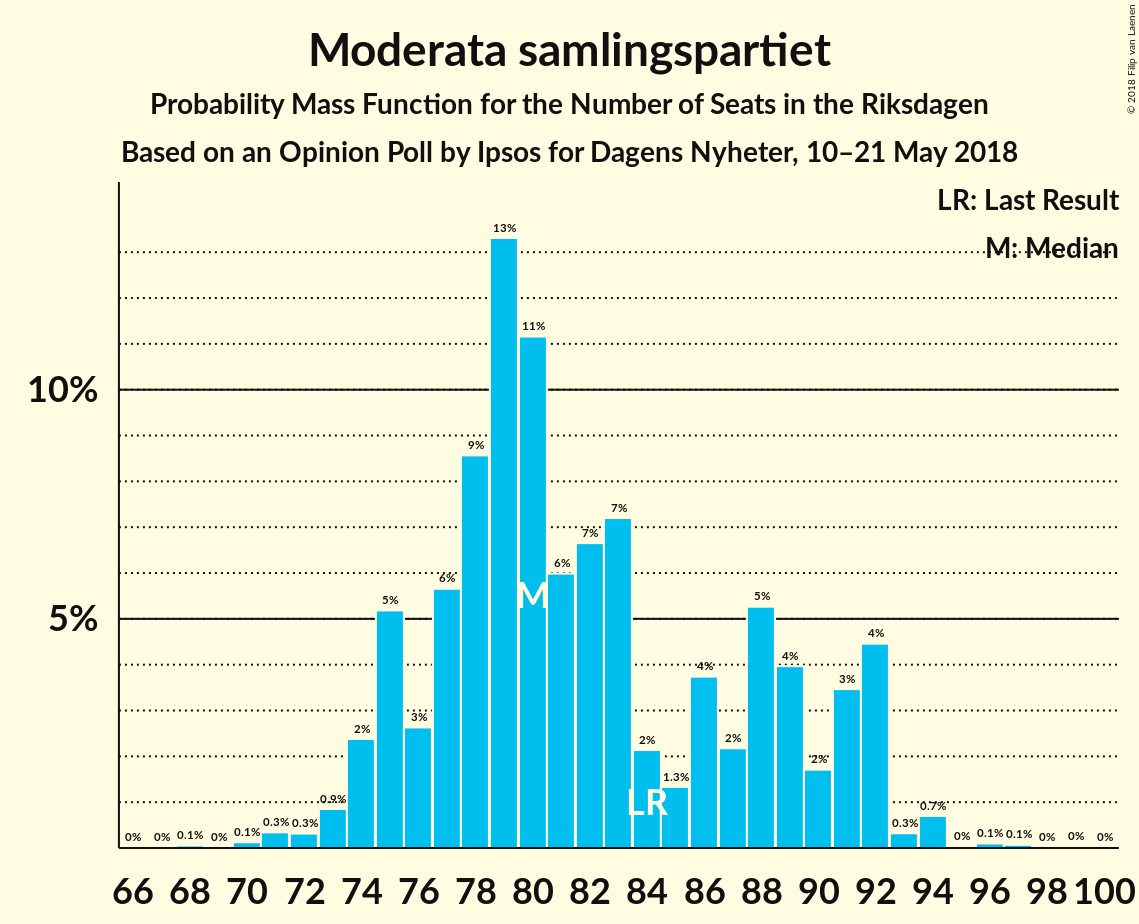 Moderata samlingspartiet
Probability Mass Function for the Number of Seats in the Riksdagen
Based on an Opinion Poll by Ipsos for Dagens Nyheter, 10–21 May 2018
© 2018 Filip van Laenen
LR: Last Result
M: Median
10%
5%
0% 0% 0.1% 0% 0.1% 0.3% 0.3% 0.9% 2% 5% 3% 6% 9% 13% 11% 6% 7% 7% 2% 1.3% 4% 2% 5% 4% 2% 3% 4% 0.3% 0.7% 0% 0.1% 0.1% 0% 0% 0%
M
LR
66 68 70 72 74 76 78 80 82 84 86 88 90 92 94 96 98 100